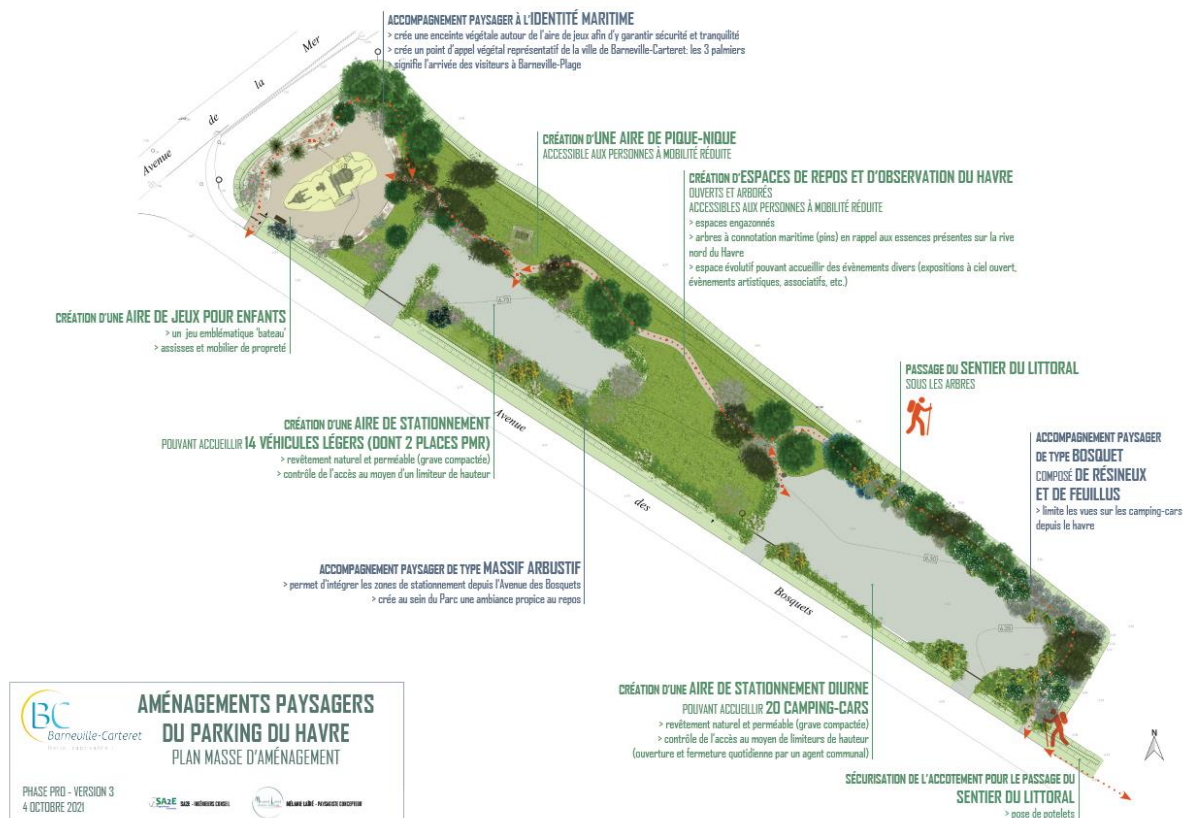 ACCOMPAGNEMENT PAYSAGER À L'IDENTITÉ MARITIME
> crée une enceinte végétale autour de l'aire de jeux afin d'y garantir sécurité et tranquilité
> crée un point d'appel végétal représentatif de la ville de Barneville-Carteret: les 3 palmiers
> signifie l'arrivée des visiteurs à Barneville-Plage
Avenue de la Mer
CRÉATION D'UNE AIRE DE PIQUE-NIQUE
ACCESSIBLE AUX PERSONNES À MOBILITÉ RÉDUITE
CRÉATION D'ESPACES DE REPOS ET D'OBSERVATION DU HAVRE
OUVERTS ET ARBORÉS
ACCESSIBLES AUX PERSONNES À MOBILITÉ RÉDUITE
> espaces engazonnés
> arbres à connotation maritime (pins) en rappel aux essences présentes sur la rive
nord du Havre
> espace évolutif pouvant accueillir des évènements divers (expositions à ciel ouvert,
évènements artistiques, associatifs, etc.)
CRÉATION D'UNE AIRE DE JEUX POUR ENFANTS
> un jeu emblématique 'bateau'
> assisses et mobilier de propreté
PASSAGE DU SENTIER DU LITTORAL
SOUS LES ARBRES
CRÉATION D'UNE AIRE DE STATIONNEMENT
POUVANT ACCUEILLIR 14 VÉHICULES LÉGERS (DONT 2 PLACES PMR)
> revêtement naturel et perméable (grave compactée)
> contrôle de l'accès au moyen d'un limiteur de hauteur
Avenue des Bosquets
ACCOMPAGNEMENT PAYSAGER
DE TYPE BOSQUET
COMPOSÉ DE RÉSINEUX
ET DE FEUILLUS
> limite les vues sur les camping-cars
depuis le havre
ACCOMPAGNEMENT PAYSAGER DE TYPE MASSIF ARBUSTIF
> permet d'intégrer les zones de stationnement depuis l'Avenue des Bosquets
> crée au sein du Parc une ambiance propice au repos
CRÉATION D'UNE AIRE DE STATIONNEMENT DIURNE
POUVANT ACCUEILLIR 20 CAMPING-CARS
> revêtement naturel et perméable (grave compactée)
> contrôle de l'accès au moyen de limiteurs de hauteur
(ouverture et fermeture quotidienne par un agent communal)
SÉCURISATION DE L'ACCOTEMENT POUR LE PASSAGE DU
SENTIER DU LITTORAL
> pose de potelets
N
BC
Barneville-Carteret
AMÉNAGEMENTS PAYSAGERS
DU PARKING DU HAVRE
PLAN MASSE D'AMÉNAGEMENT
PHASE PRO - VERSION 3
4 OCTOBRE 2021
SA2E SA2E - INGÉNIEURS CONSEIL
MÉLANIE LAÎNÉ - PAYSAGISTE CONCEPTEUR